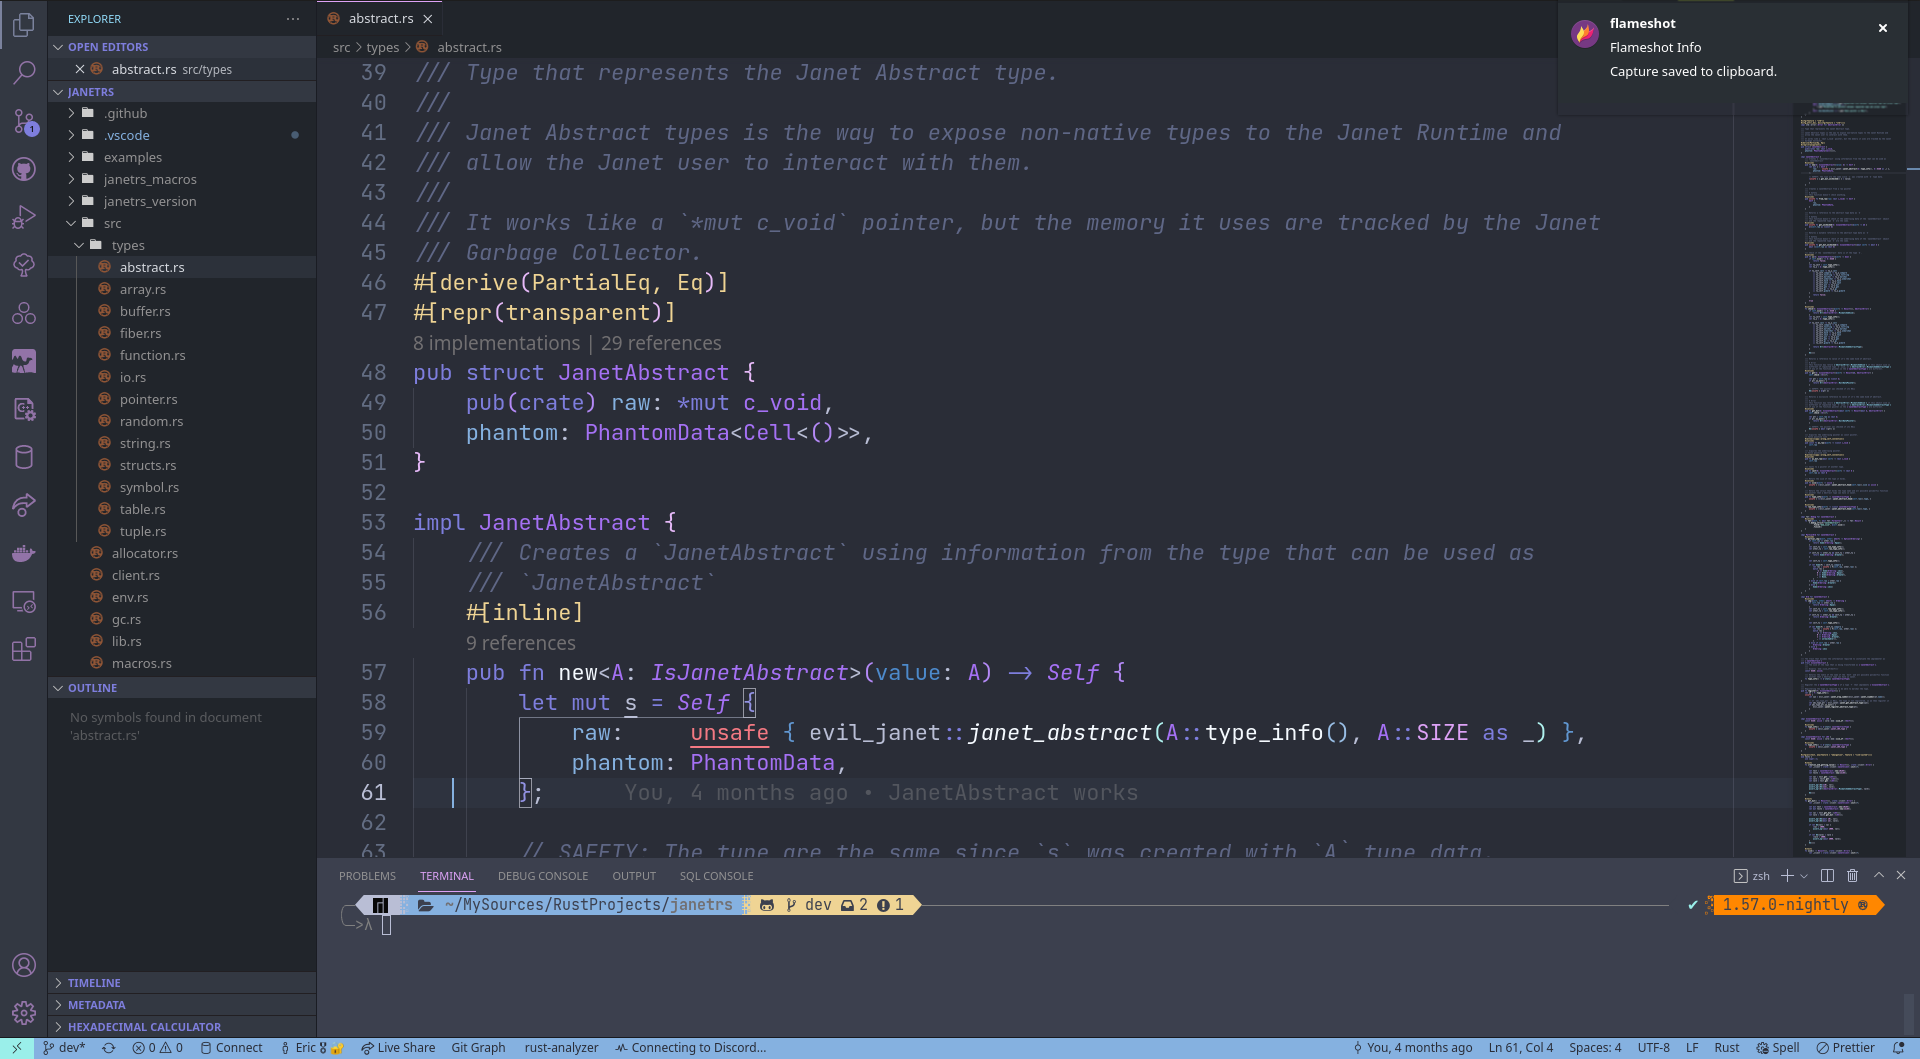 EXPLORER
OPEN EDITORS
abstract.rs src/types
JANETRS
.github
.vscode
examples
janetrs_macros
janetrs_version
src
types
abstract.rs
array.rs
buffer.rs
fiber.rs
function.rs
io.rs
pointer.rs
random.rs
string.rs
structs.rs
symbol.rs
table.rs
tuple.rs
allocator.rs
client.rs
env.rs
gc.rs
lib.rs
macros.rs
OUTLINE
No symbols found in document
'abstract.rs'
TIMELINE
METADATA
HEXADECIMAL CALCULATOR
1
abstract.rs
src > types > abstract.rs
39 /// Type that represents the Janet Abstract type.
40 ///
41 /// Janet Abstract types is the way to expose non-native types to the Janet Runtime and
42 /// allow the Janet user to interact with them.
43 ///
44 /// It works like a `*mut c_void` pointer, but the memory it uses are tracked by the Janet
45 /// Garbage Collector.
46 #[derive(PartialEq, Eq)]
47 #[repr(transparent)]
8 implementations | 29 references
48 pub struct JanetAbstract {
49 pub(crate) raw: *mut c_void,
50 phantom: PhantomData<Cell<()>>,
51 }
52
53 impl JanetAbstract {
54 /// Creates a `JanetAbstract` using information from the type that can be used as
55 /// `JanetAbstract`
56 #[inline]
9 references
57 pub fn new<A: IsJanetAbstract>(value: A) -> Self {
58 let mut s = Self {
59 raw: unsafe { evil_janet::janet_abstract(A::type_info(), A::SIZE as _) },
60 phantom: PhantomData,
61 }; You, 4 months ago • JanetAbstract works
62
63 // SAFETY: The type are the same since `s` was created with `A` type data.
flameshot
Flameshot Info
Capture saved to clipboard.
PROBLEMS TERMINAL DEBUG CONSOLE OUTPUT SQL CONSOLE
zsh
~/MySources/RustProjects/janetrs dev 2 1
✔ 1.57.0-nightly
>λ
dev* 0 0 Connect Eric Live Share Git Graph rust-analyzer Connecting to Discord...
You, 4 months ago Ln 61, Col 4 Spaces: 4 UTF-8 LF Rust Spell Prettier